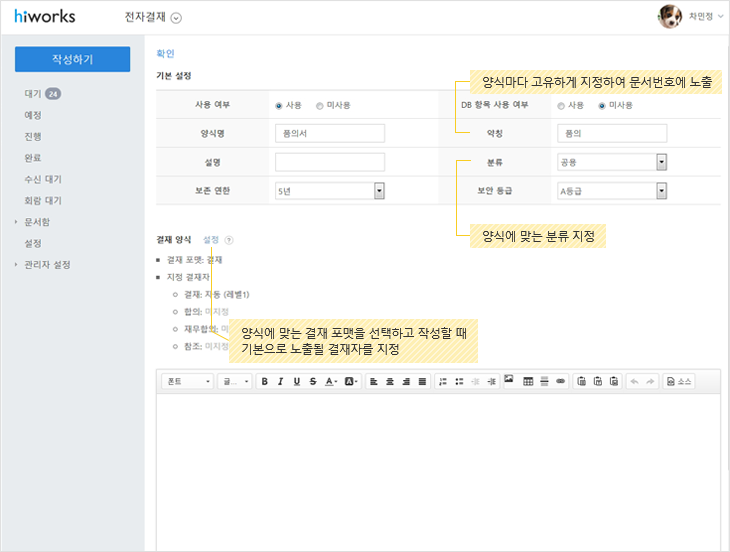 hiworks
전자결재
차민정
작성하기
대기 24
예정
진행
완료
수신 대기
회람 대기
문서함
설정
관리자 설정
확인
기본 설정
양식마다 고유하게 지정하여 문서번호에 노출
사용 여부 사용 미사용 DB 항목 사용 여부 사용 미사용
양식명 품의서 약칭 품의
설명 분류 공용
보존 연한 5년 보안 등급 A등급
양식에 맞는 분류 지정
결재 양식 설정 ?
결재 포맷: 결재
지정 결재자
결재: 자동 (레벨1)
합의: 미지정
재무합의: 미
참조: 미지정
양식에 맞는 결재 포맷을 선택하고 작성할 때
기본으로 노출될 결재자를 지정
폰트 글... B I U S A A 소스